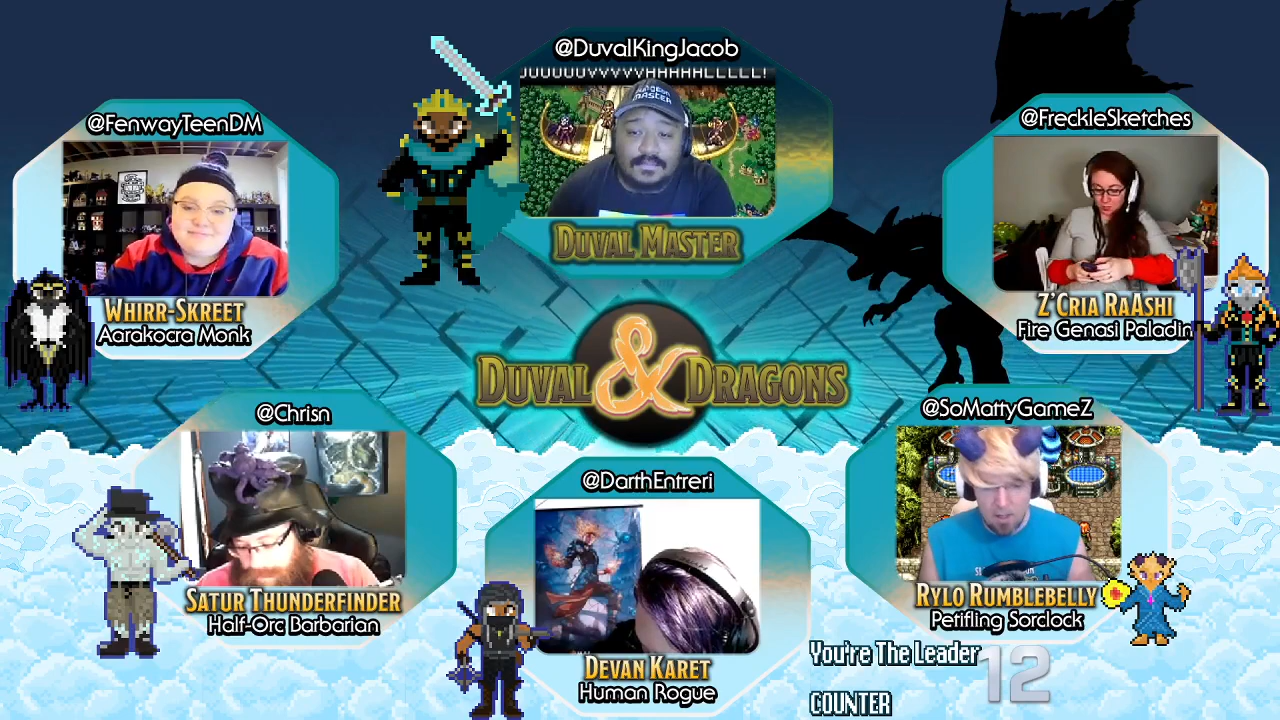 @DuvalKingJacob
JUUUUUVVVVVHHHHHLLLLL!
DUNGEON
MASTER
DUVAL MASTER
@FenwayTeenDM
WHIRR-SKREET
Aarakocra Monk
@FreckleSketches
Z'CRIA RAASHI
Fire Genasi Paladin
DUVAL & DRAGONS
@Chrisn
SATUR THUNDERFINDER
Half-Orc Barbarian
@DarthEntreri
DEVAN KARET
Human Rogue
@SoMattyGameZ
RYLO RUMBLEBELLY
Petifling Sorclock
You're The Leader
COUNTER
12